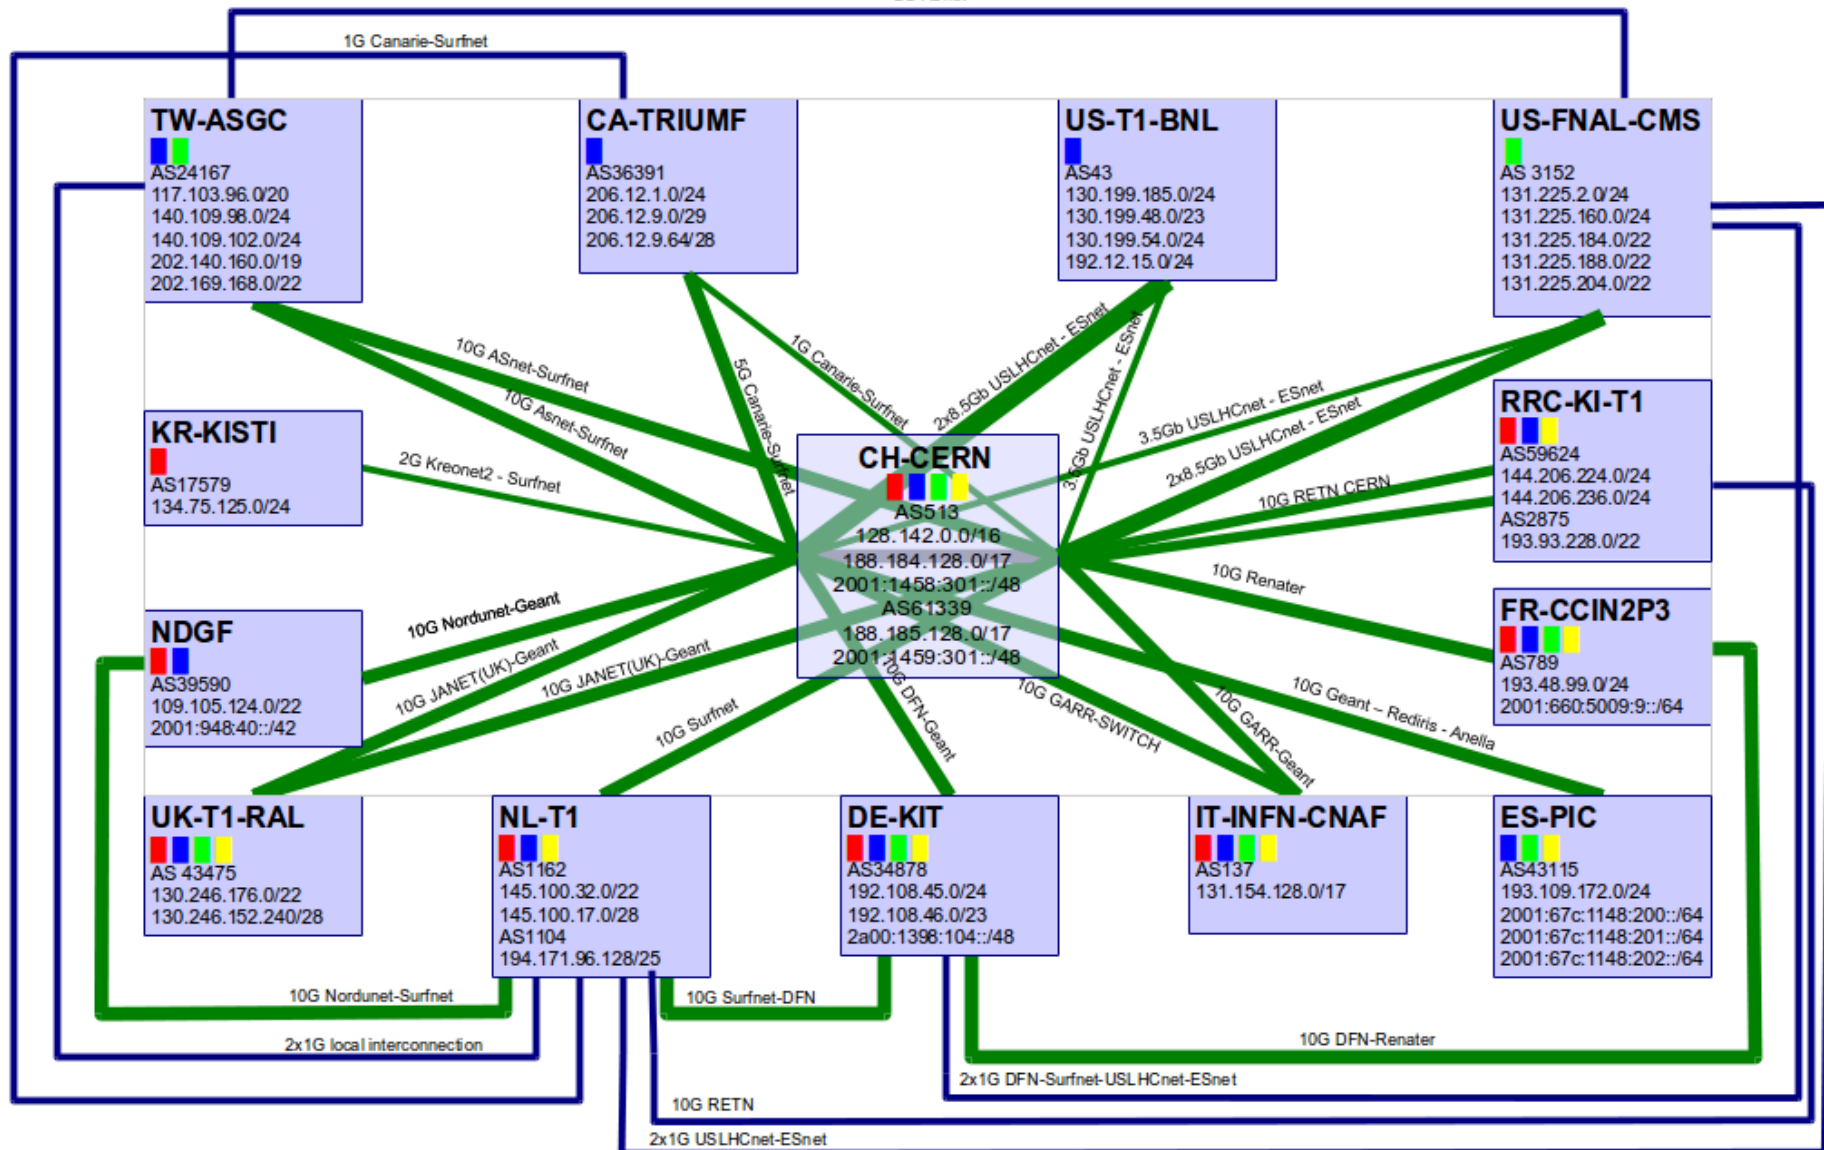 1G Canarie-Surfnet
TW-ASGC
AS24167
117.103.96.0/20
140.109.98.0/24
140.109.102.0/24
202.140.160.0/19
202.169.168.0/22
CA-TRIUMF
AS36391
206.12.1.0/24
206.12.9.0/29
206.12.9.64/28
US-T1-BNL
AS43
130.199.185.0/24
130.199.48.0/23
130.199.54.0/24
192.12.15.0/24
US-FNAL-CMS
AS 3152
131.225.2.0/24
131.225.160.0/24
131.225.184.0/22
131.225.188.0/22
131.225.204.0/22
10G ASnet-Surfnet
10G Asnet-Surfnet
5G Canarie-Surfnet
1G Canarie-Surfnet
2x8.5Gb USLHCnet - ESnet
3.5Gb USLHCnet - ESnet
3.5Gb USLHCnet - ESnet
2x8.5Gb USLHCnet - ESnet
KR-KISTI
AS17579
134.75.125.0/24
2G Kreonet2 - Surfnet
CH-CERN
AS513
128.142.0.0/16
188.184.128.0/17
2001:1458:301::/48
AS61339
188.185.128.0/17
2001:1459:301::/48
RRC-KI-T1
AS59624
144.206.224.0/24
144.206.236.0/24
AS2875
193.93.228.0/22
10G RETN CERN
10G Renater
NDGF
AS39590
109.105.124.0/22
2001:948:40::/42
10G Nordunet-Geant
10G JANET(UK)-Geant
10G JANET(UK)-Geant
10G Surfnet
10G DFN-Geant
10G GARR-SWITCH
10G GARR-Geant
10G Geant – Rediris - Anella
FR-CCIN2P3
AS789
193.48.99.0/24
2001:660:5009:9::/64
UK-T1-RAL
AS 43475
130.246.176.0/22
130.246.152.240/28
NL-T1
AS1162
145.100.32.0/22
145.100.17.0/28
AS1104
194.171.96.128/25
DE-KIT
AS34878
192.108.45.0/24
192.108.46.0/23
2a00:1398:104::/48
IT-INFN-CNAF
AS137
131.154.128.0/17
ES-PIC
AS43115
193.109.172.0/24
2001:67c:1148:200::/64
2001:67c:1148:201::/64
2001:67c:1148:202::/64
10G Nordunet-Surfnet
10G Surfnet-DFN
2x1G local interconnection
10G DFN-Renater
2x1G DFN-Surfnet-USLHCnet-ESnet
10G RETN
2x1G USLHCnet-ESnet